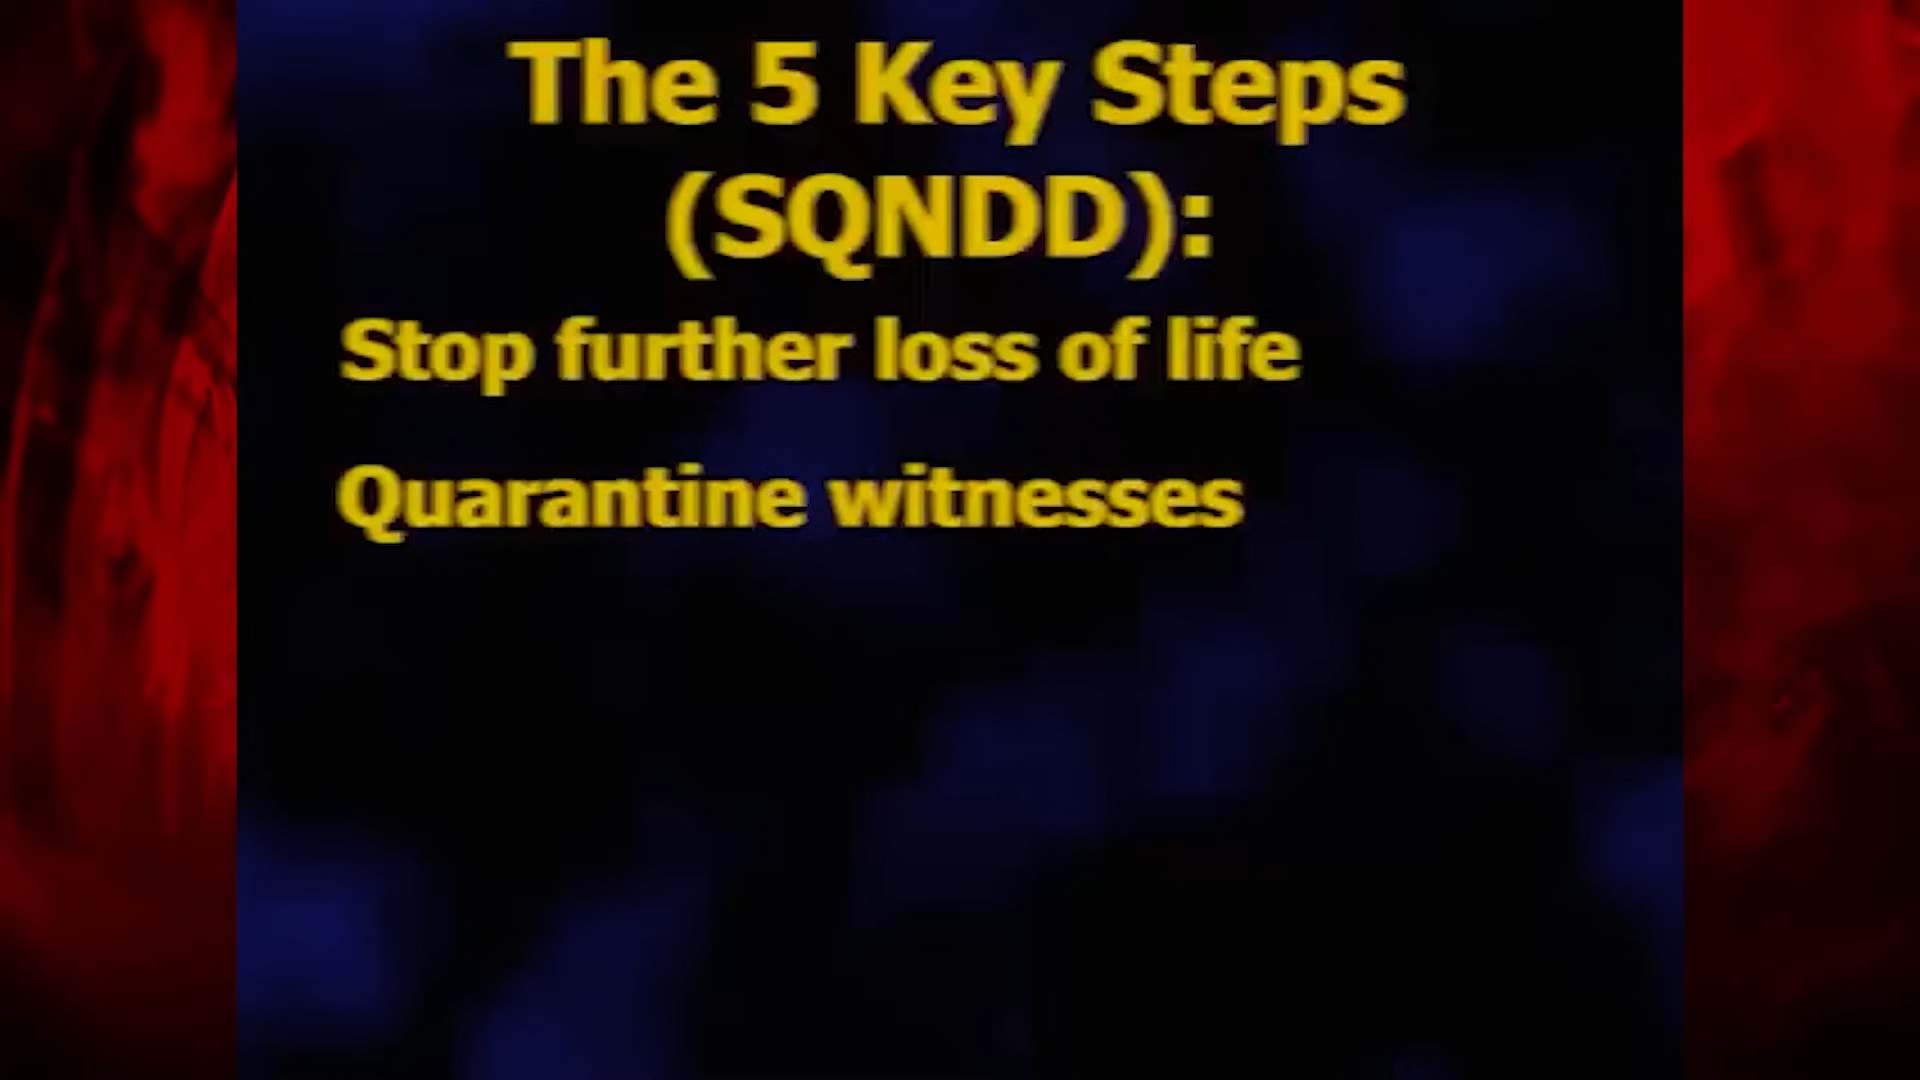 The 5 Key Steps
(SQNDD):
Stop further loss of life
Quarantine witnesses